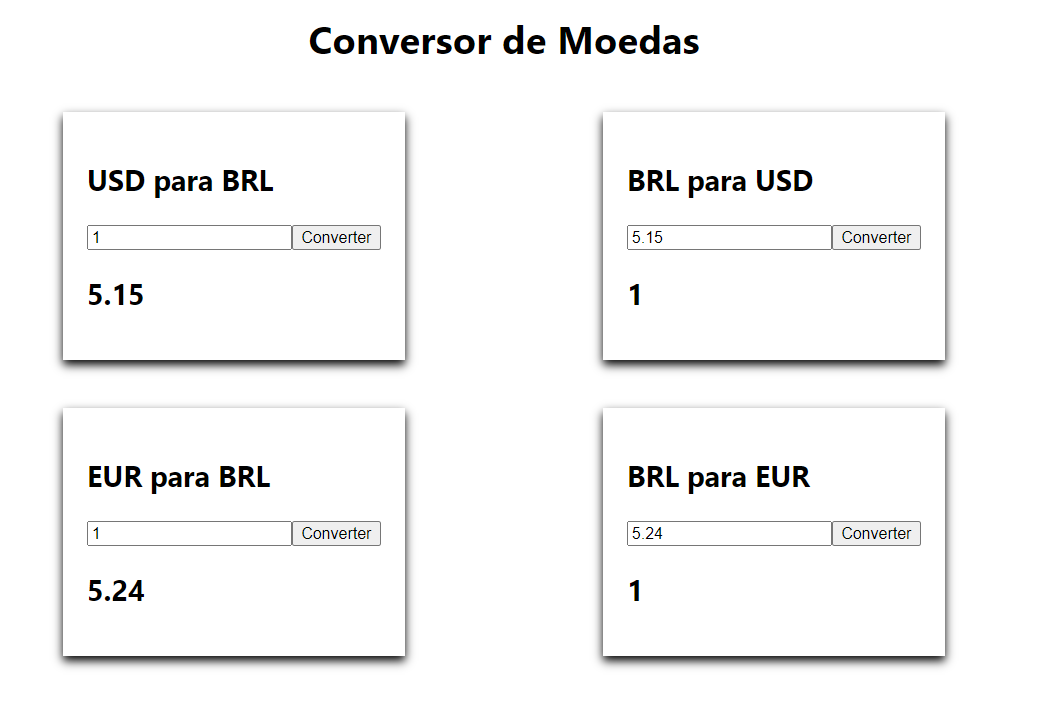 Conversor de Moedas
USD para BRL
1 Converter
5.15
BRL para USD
5.15 Converter
1
EUR para BRL
1 Converter
5.24
BRL para EUR
5.24 Converter
1